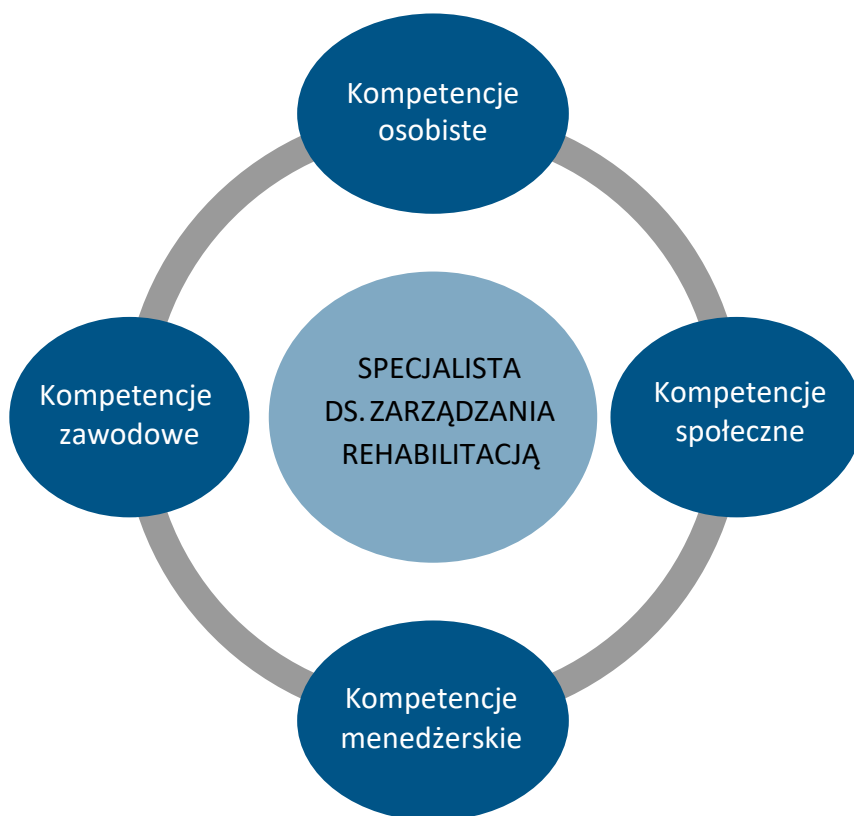 Kompetencje
osobiste
Kompetencje
zawodowe
SPECJALISTA
DS. ZARZĄDZANIA
REHABILITACJĄ
Kompetencje
społeczne
Kompetencje
menedżerskie